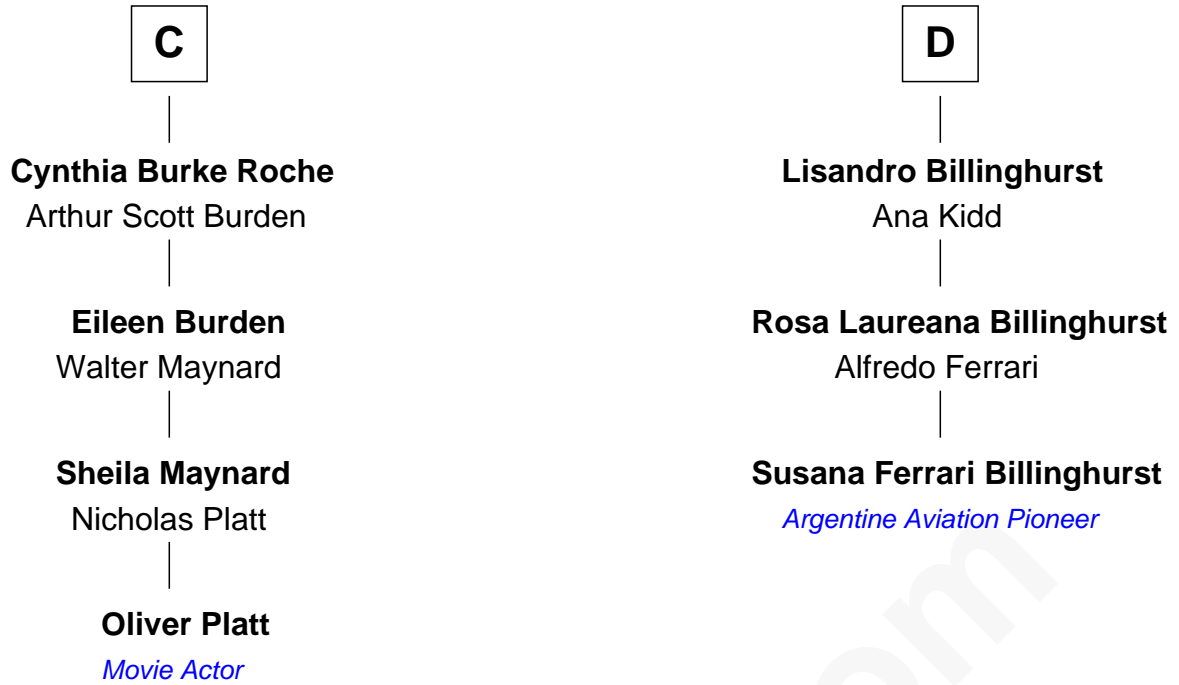 C
Cynthia Burke Roche
Arthur Scott Burden
Eileen Burden
Walter Maynard
Sheila Maynard
Nicholas Platt
Oliver Platt
Movie Actor
D
Lisandro Billinghurst
Ana Kidd
Rosa Laureana Billinghurst
Alfredo Ferrari
Susana Ferrari Billinghurst
Argentine Aviation Pioneer
om